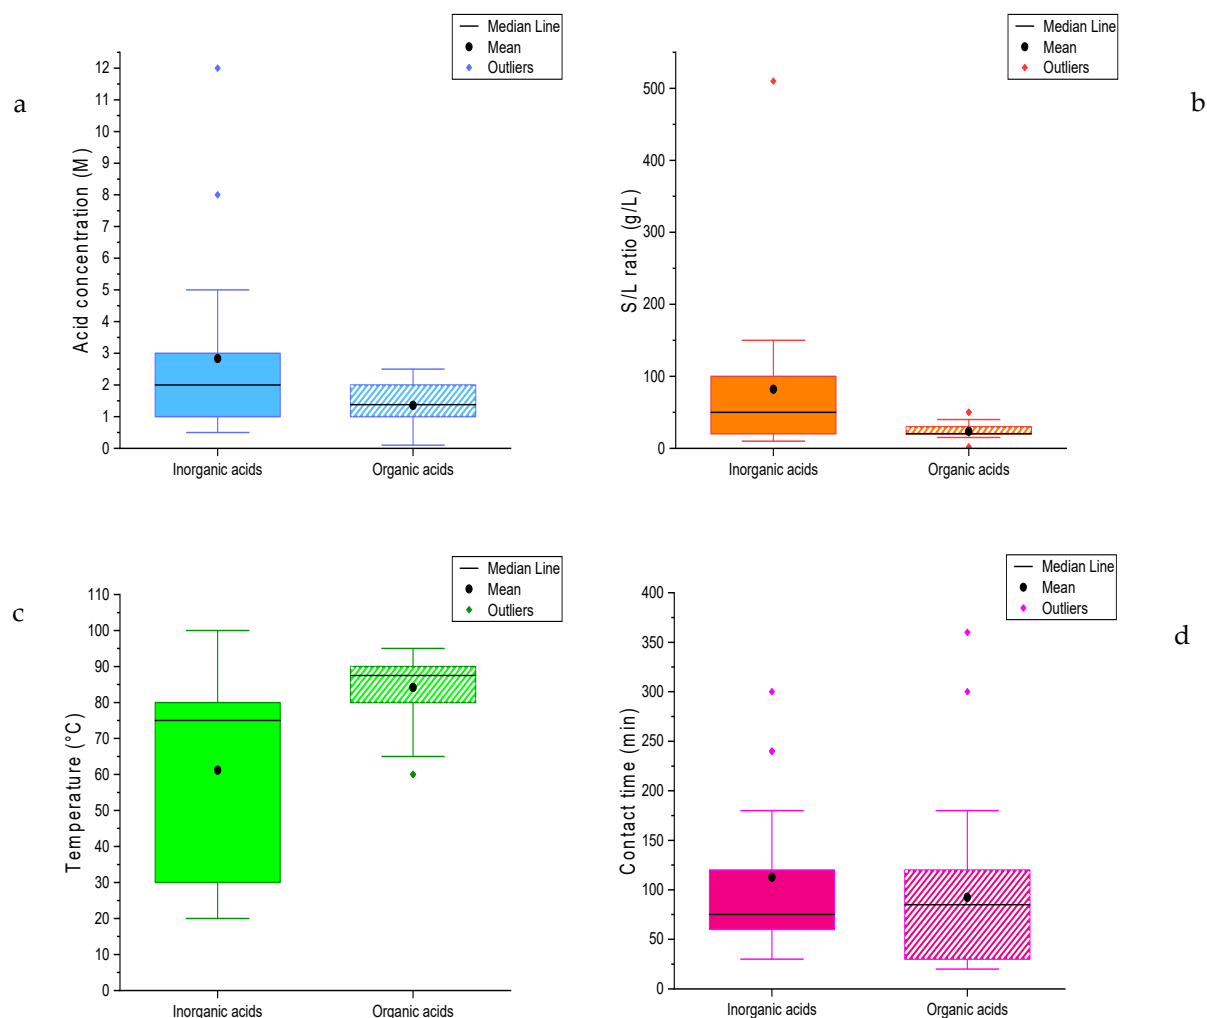 a
Median Line
Mean
Outliers
12
11
10
9
8
7
6
5
4
3
2
1
0
Acid concentration (M)
Inorganic acids
Organic acids
b
Median Line
Mean
Outliers
500
400
300
200
100
0
S/L ratio (g/L)
Inorganic acids
Organic acids
c
Median Line
Mean
Outliers
110
100
90
80
70
60
50
40
30
20
10
0
Temperature (°C)
Inorganic acids
Organic acids
d
Median Line
Mean
Outliers
400
350
300
250
200
150
100
50
0
Contact time (min)
Inorganic acids
Organic acids